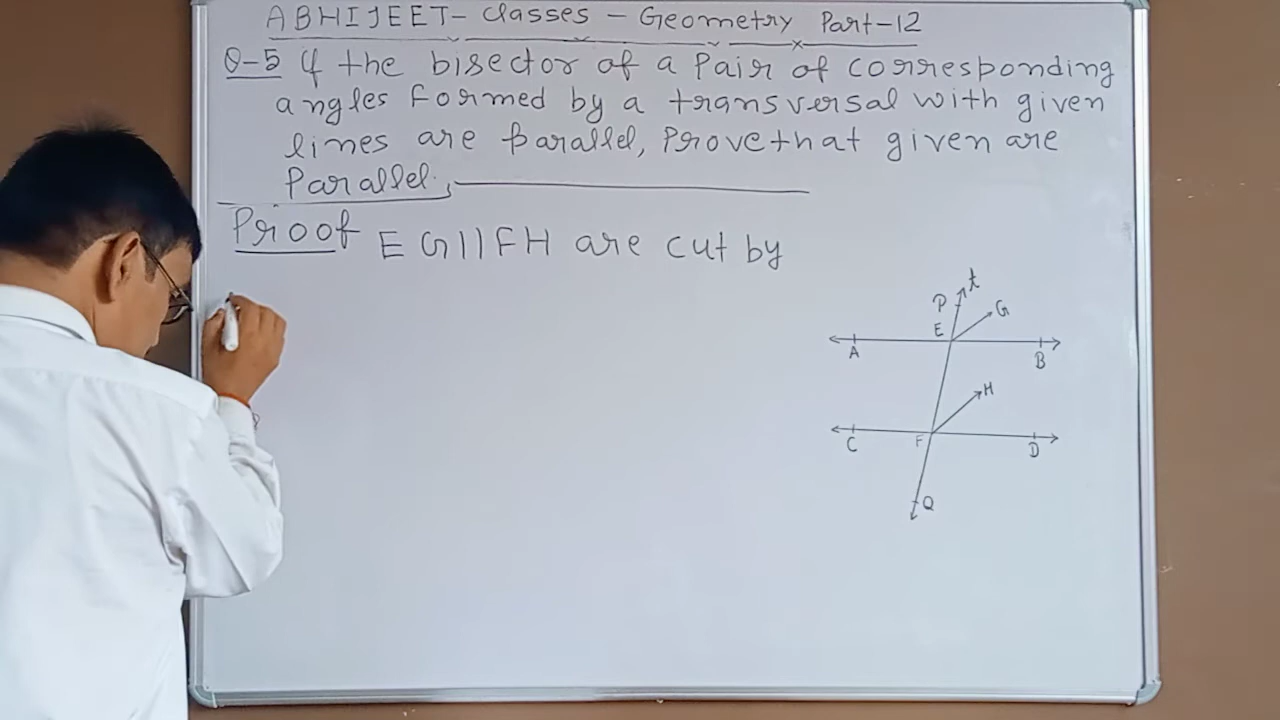 ABHIJEET- classes - Geometry Part-12
Q-5 If the bisector of a Pair of corresponding
angles formed by a transversal with given
lines are parallel, Prove that given are
Parallel.
Proof EG||FH are cut by
t
P
G
E
A
B
H
C
F
D
Q